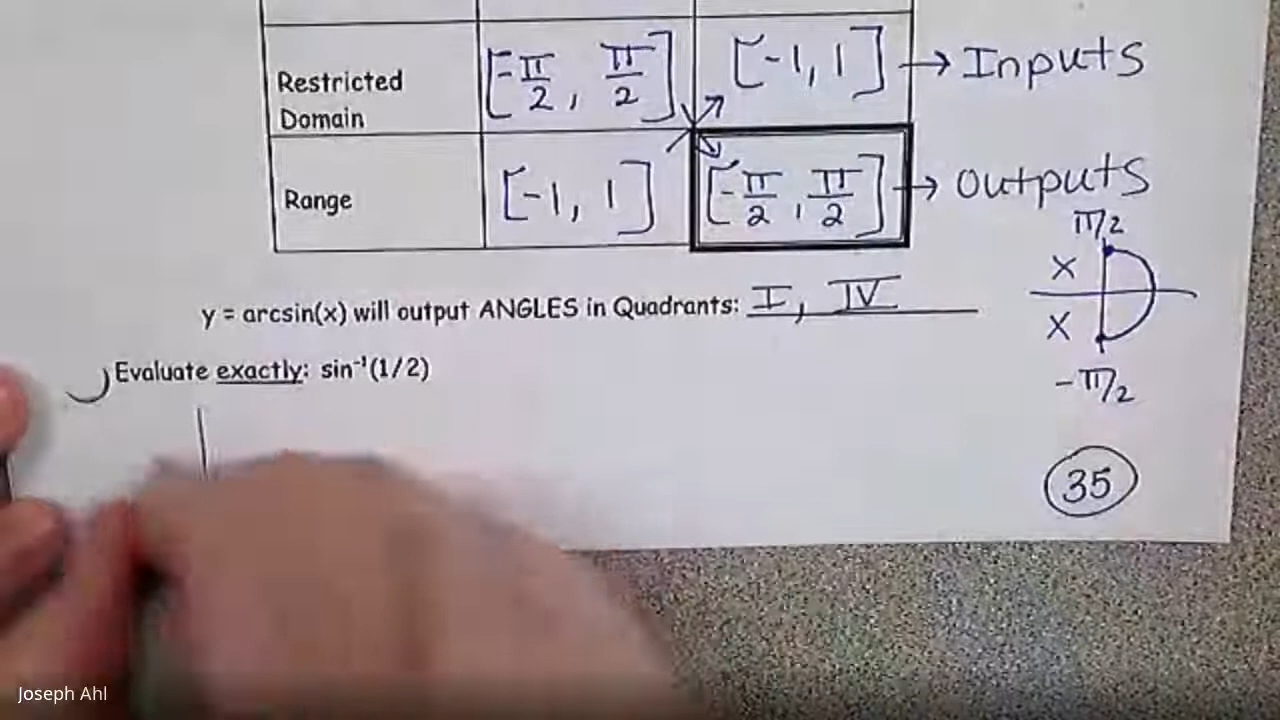 Restricted Domain [-π/2, π/2] [-1, 1] → Inputs
Range [-1, 1] [-π/2, π/2] → outputs
π/2
X
y = arcsin(x) will output ANGLES in Quadrants: I, IV
X
Evaluate exactly: sin⁻¹(1/2)
-π/2
35
Joseph Ahl